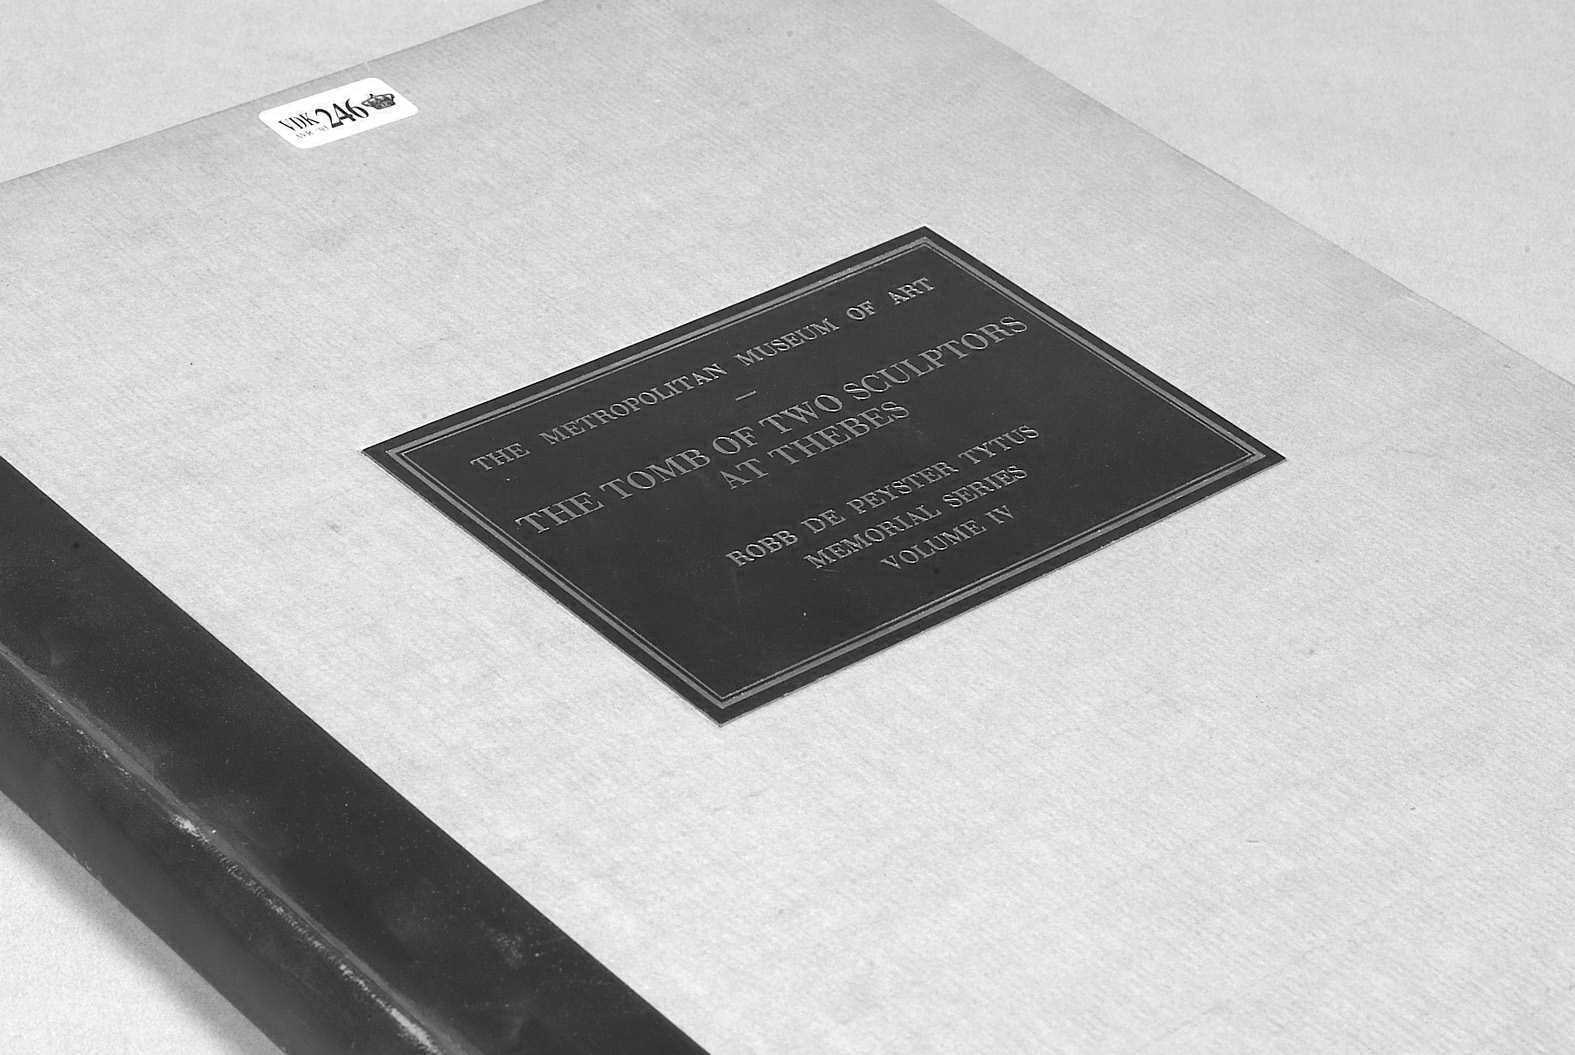 VDK 246
THE METROPOLITAN MUSEUM OF ART
THE TOMB OF TWO SCULPTORS
AT THEBES
ROBB DE PEYSTER TYTUS
MEMORIAL SERIES
VOLUME IV